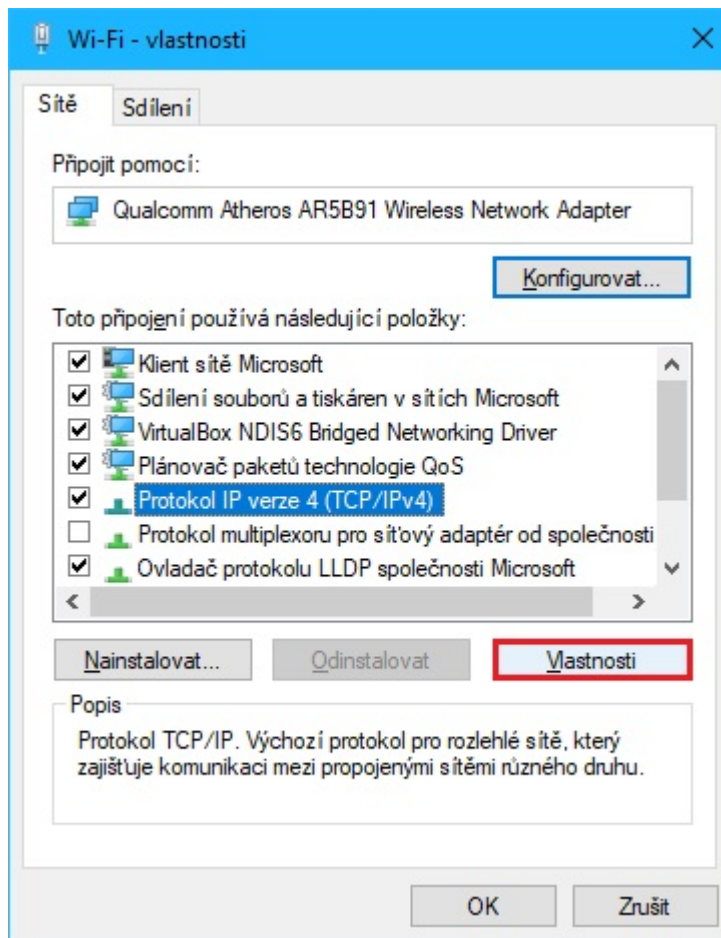 Wi-Fi - vlastnosti
Sítě
Sdílení
Připojit pomocí:
Qualcomm Atheros AR5B91 Wireless Network Adapter
Konfigurovat...
Toto připojení používá následující položky:
Klient sítě Microsoft
Sdílení souborů a tiskáren v sítích Microsoft
VirtualBox NDIS6 Bridged Networking Driver
Plánovač paketů technologie QoS
Protokol IP verze 4 (TCP/IPv4)
Protokol multiplexoru pro síťový adaptér od společnosti
Ovladač protokolu LLDP společnosti Microsoft
Nainstalovat...
Odinstalovat
Vlastnosti
Popis
Protokol TCP/IP. Výchozí protokol pro rozlehlé sítě, který
zajišťuje komunikaci mezi propojenými sítěmi různého druhu.
OK
Zrušit